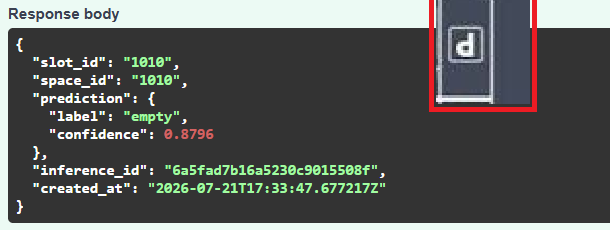 Response body
{
"slot_id": "1010",
"space_id": "1010",
"prediction": {
"label": "empty",
"confidence": 0.8796
},
"inference_id": "6a5fad7b16a5230c9015508f",
"created_at": "2026-07-21T17:33:47.677217Z"
}
P